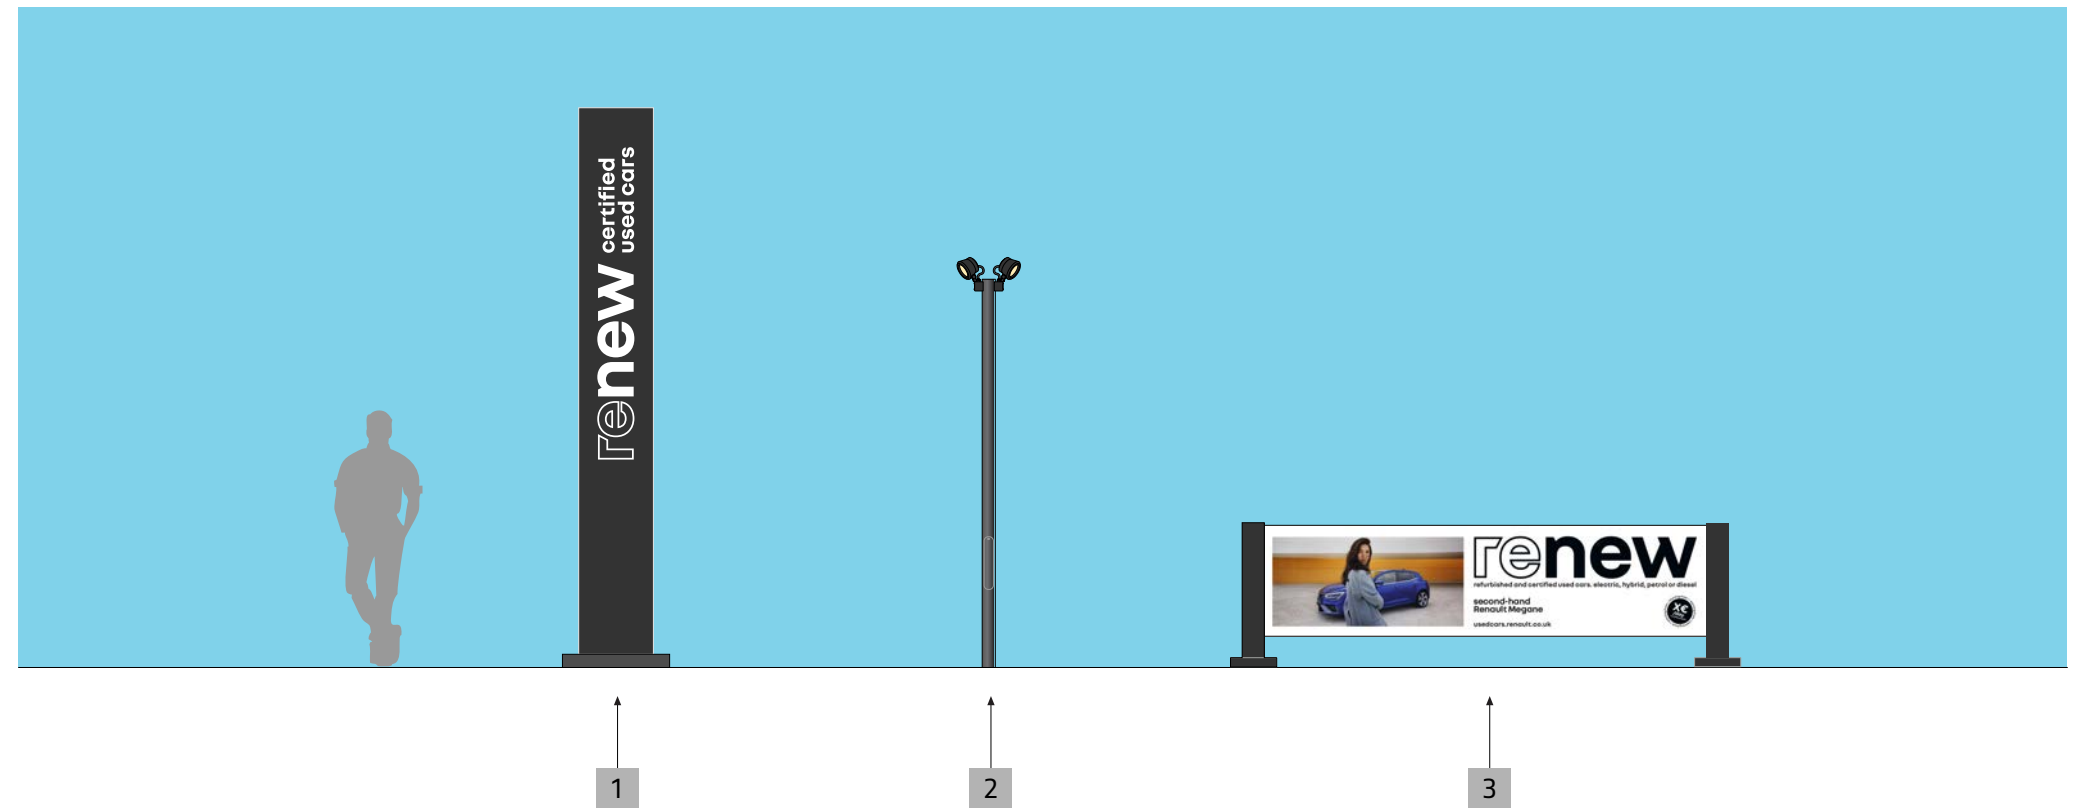 renew certified
used cars
renew
refurbished and certified used cars. electric, hybrid, petrol or diesel
second-hand
Renault Megane
usedcars.renault.co.uk
1
2
3